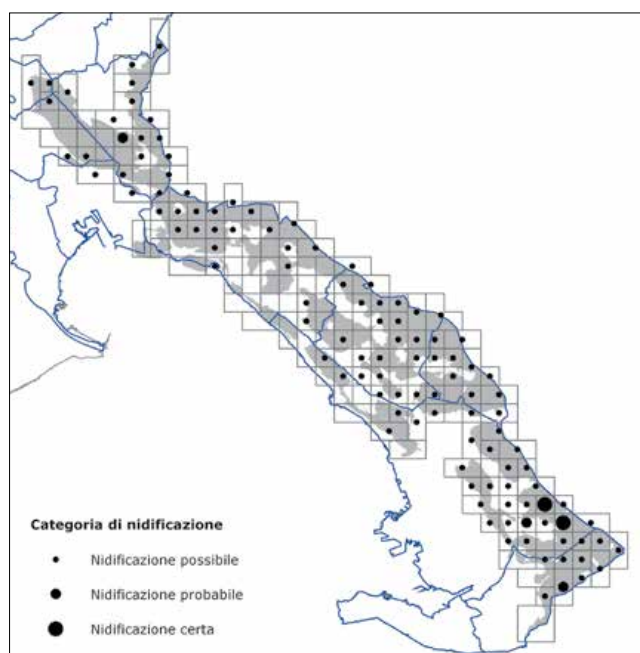 Categoria di nidificazione
Nidificazione possibile
Nidificazione probabile
Nidificazione certa